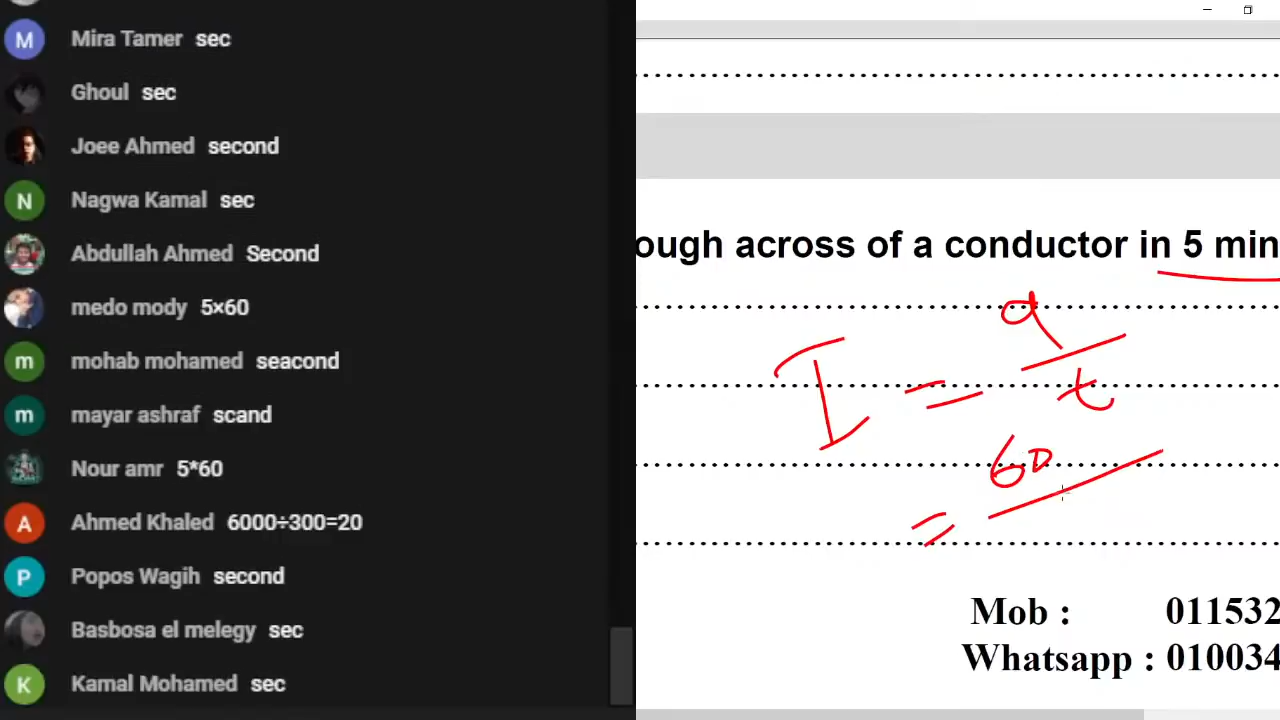 Mira Tamer sec
Ghoul sec
Joee Ahmed second
Nagwa Kamal sec
Abdullah Ahmed Second
medo mody 5×60
mohab mohamed seacond
mayar ashraf scand
Nour amr 5*60
Ahmed Khaled 6000÷300=20
Popos Wagih second
Basbosa el melegy sec
Kamal Mohamed sec
M
N
m
m
A
P
K
ough across of a conductor in 5 min
I = q / t
= 60
Mob : 011532
Whatsapp : 010034